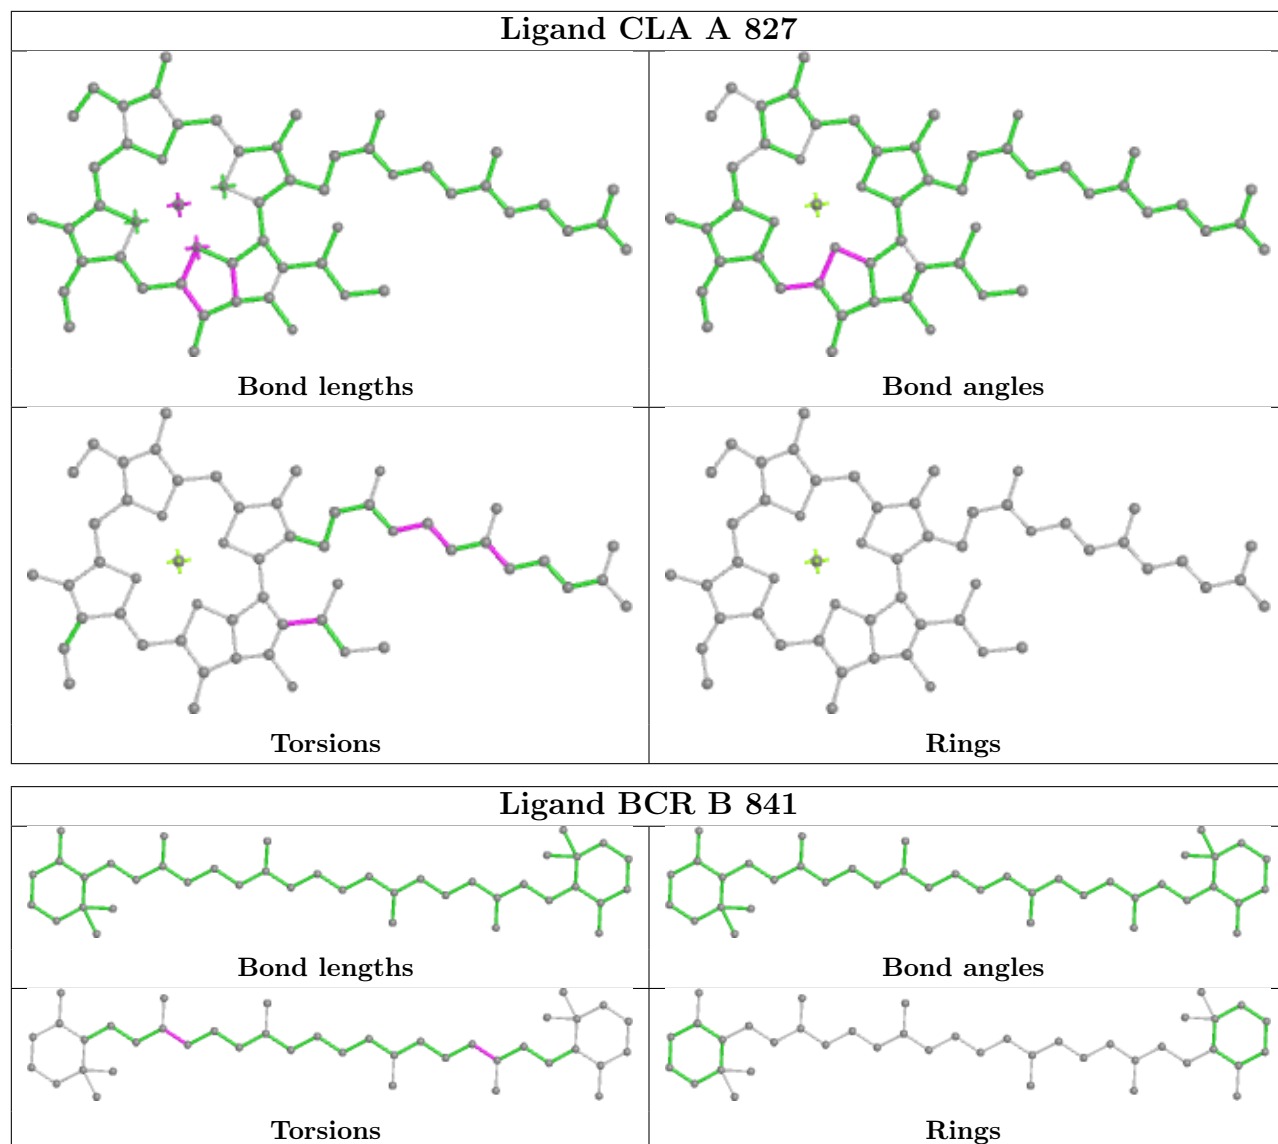 Ligand CLA A 827
Bond lengths
Bond angles
Torsions
Rings
Ligand BCR B 841
Bond lengths
Bond angles
Torsions
Rings